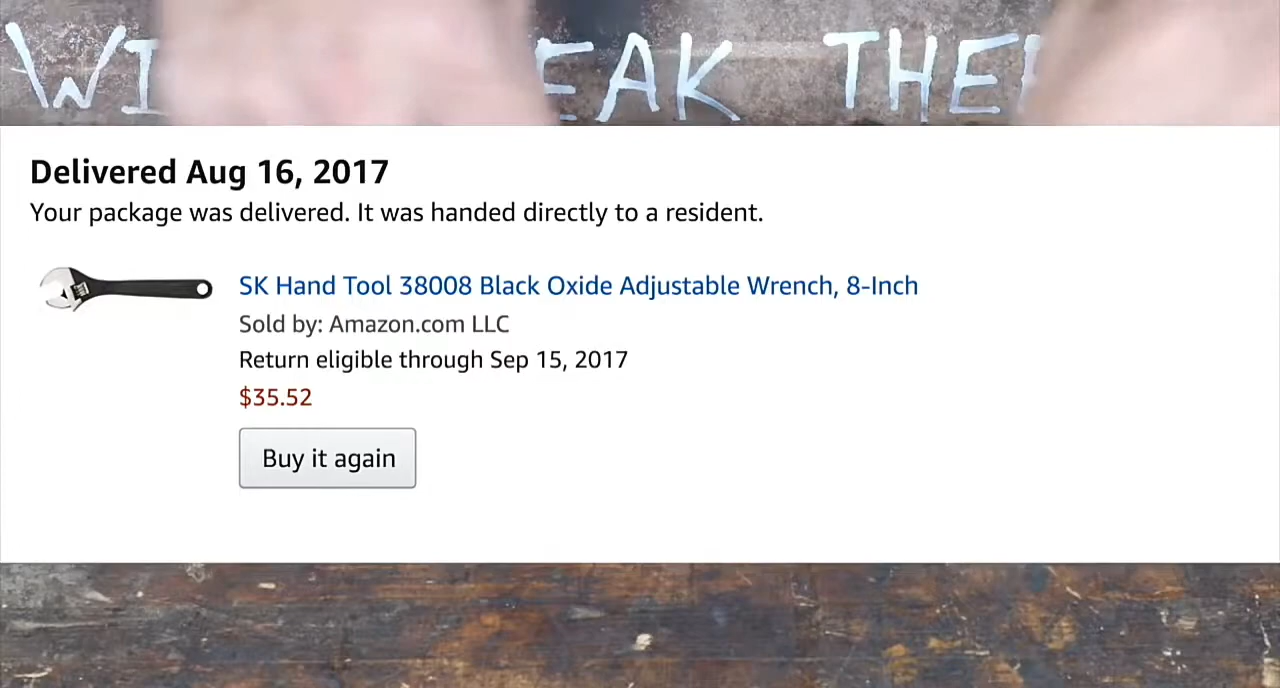 Delivered Aug 16, 2017
Your package was delivered. It was handed directly to a resident.
SK Hand Tool 38008 Black Oxide Adjustable Wrench, 8-Inch
Sold by: Amazon.com LLC
Return eligible through Sep 15, 2017
$35.52
Buy it again